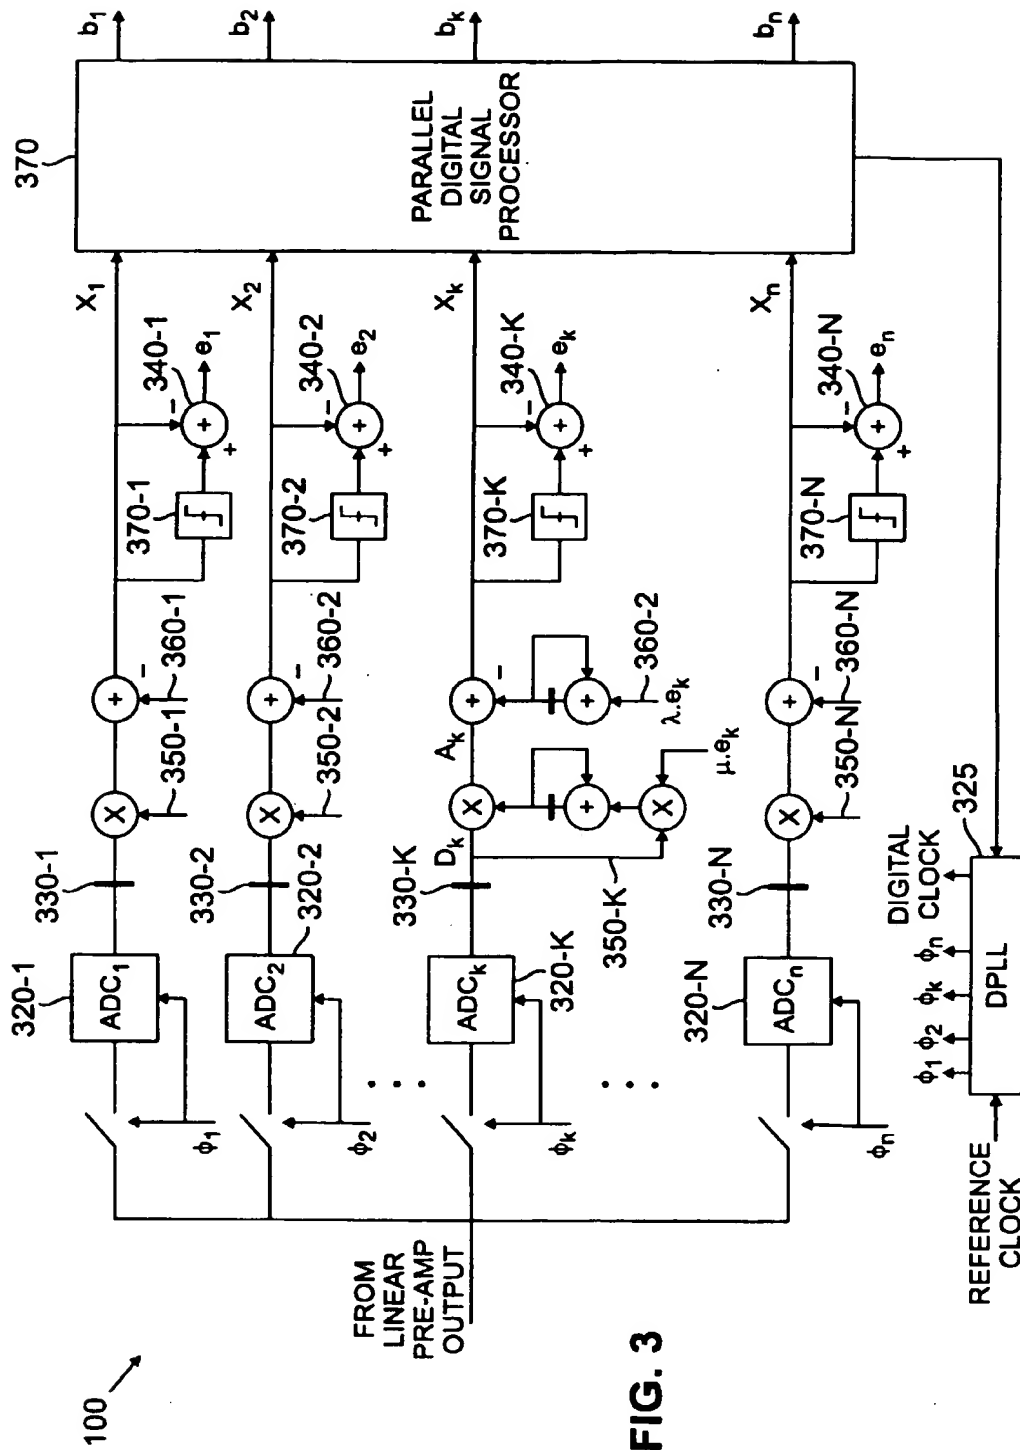 100
FROM
LINEAR
PRE-AMP
OUTPUT
320-1
ADC₁
ϕ₁
330-1
350-1
360-1
370-1
340-1
e₁
X₁
b₁
ADC₂
320-2
ϕ₂
330-2
350-2
360-2
370-2
340-2
e₂
X₂
b₂
ADCₖ
320-K
ϕₖ
330-K
Dₖ
350-K
X
+
μ.eₖ
Aₖ
+
360-2
λ.eₖ
370-K
340-K
eₖ
Xₖ
bₖ
320-N
ADCₙ
ϕₙ
330-N
350-N
360-N
370-N
340-N
eₙ
Xₙ
bₙ
370
PARALLEL
DIGITAL
SIGNAL
PROCESSOR
REFERENCE
CLOCK
DPLL
325
ϕ₁ ϕ₂ ϕₖ ϕₙ
DIGITAL
CLOCK
FIG. 3